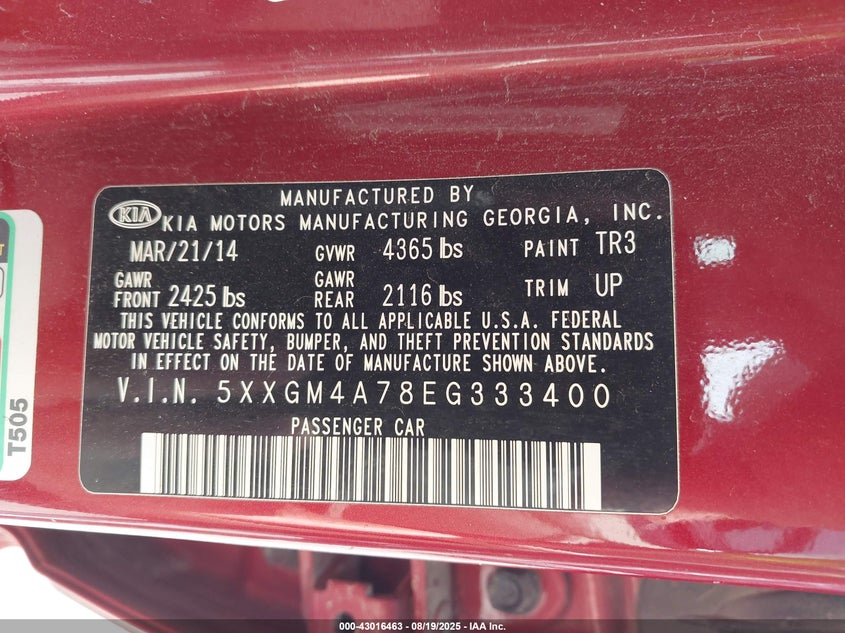 MANUFACTURED BY
KIA KIA MOTORS MANUFACTURING GEORGIA, INC.
MAR/21/14 GVWR 4365 lbs PAINT TR3
GAWR FRONT 2425 lbs GAWR REAR 2116 lbs TRIM UP
THIS VEHICLE CONFORMS TO ALL APPLICABLE U.S.A. FEDERAL
MOTOR VEHICLE SAFETY, BUMPER, AND THEFT PREVENTION STANDARDS
IN EFFECT ON THE DATE OF MANUFACTURE SHOWN ABOVE.
V.I.N. 5XXGM4A78EG333400
PASSENGER CAR
T505
000-43016463 - 08/19/2025 - IAA Inc.